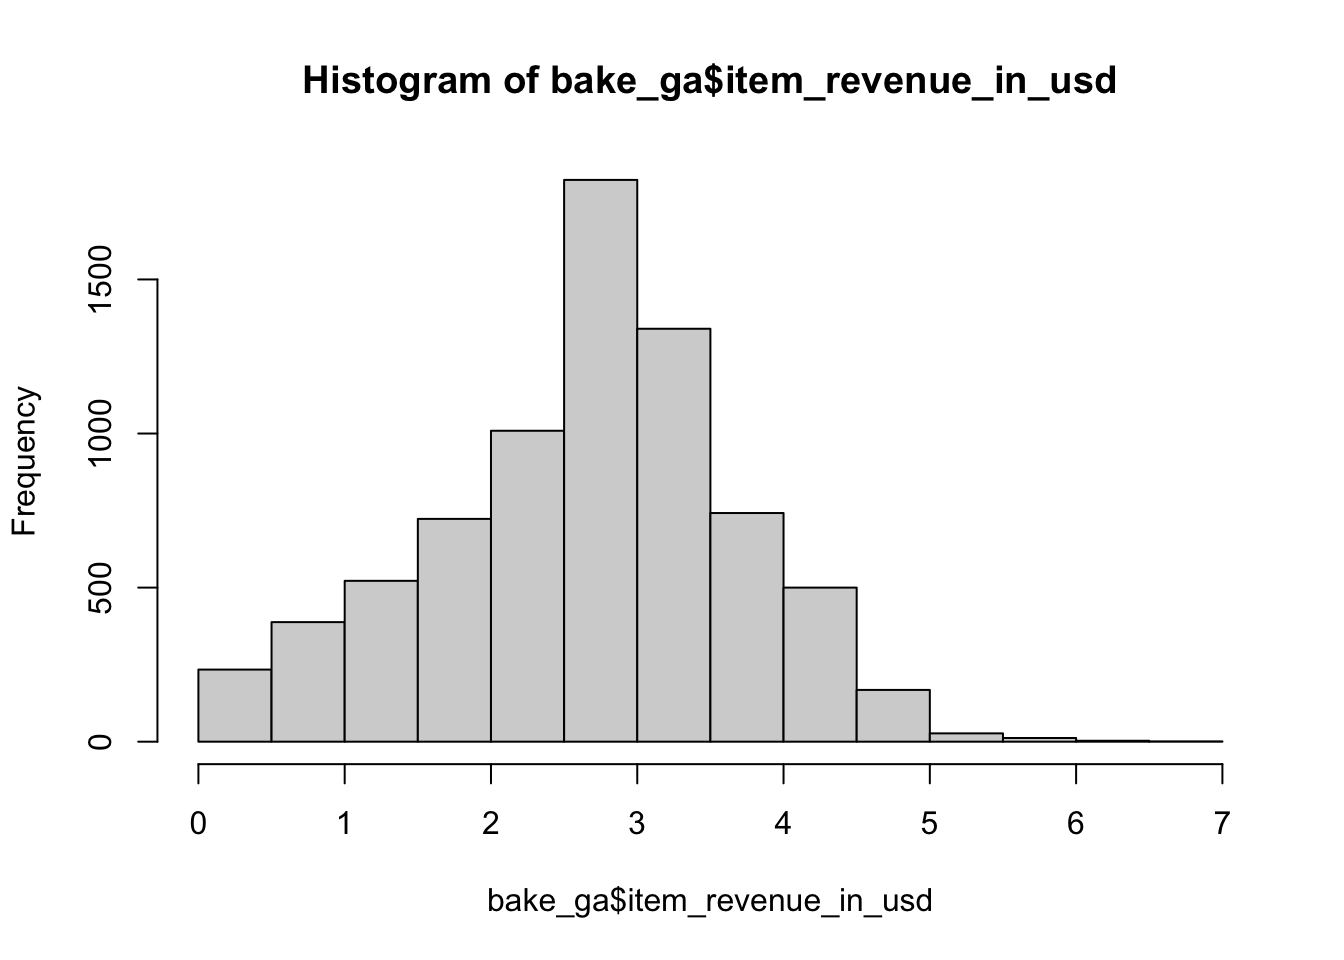 Histogram of bake_ga$item_revenue_in_usd
Frequency
1500
1000
500
0
0 1 2 3 4 5 6 7
bake_ga$item_revenue_in_usd